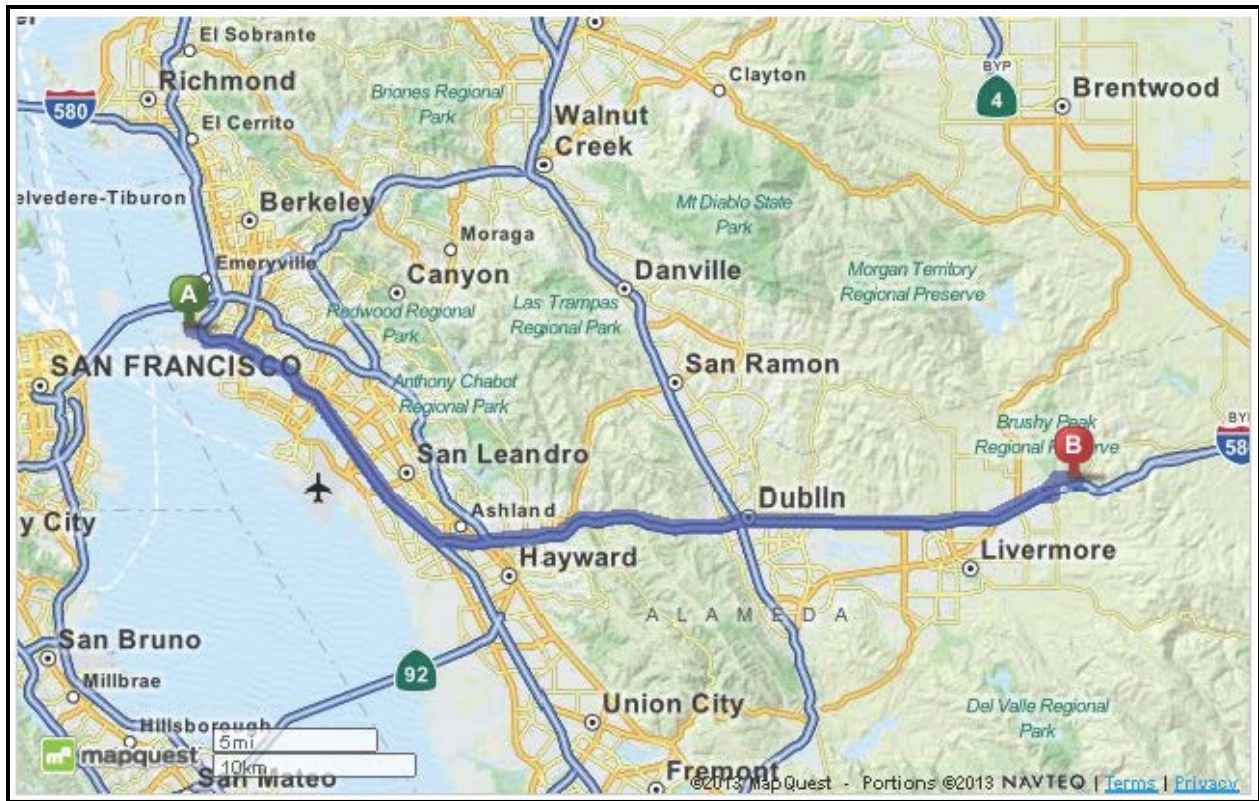 El Sobrante
Richmond
580
El Cerrito
Briones Regional
Park
Clayton
BYP
4
Brentwood
Walnut
Creek
elvedere-Tiburon
Berkeley
Moraga
Mt Diablo State
Park
Emeryville
A
Canyon
Danville
Morgan Territory
Regional Preserve
Redwood Regional
Park
Las Trampas
Regional Park
SAN FRANCISCO
San Ramon
Anthony Chabot
Regional Park
Brushy Peak
B
BY
58
San Leandro
Dublin
Ashland
y City
Hayward
Livermore
ALAMEDA
San Bruno
92
Millbrae
Union City
Del Valle Regional
Park
Hillsborough
5mi
mapquest
10km
San Mateo
Fremont
©2013 MapQuest - Portions ©2013 NAVTEQ | Terms | Privacy